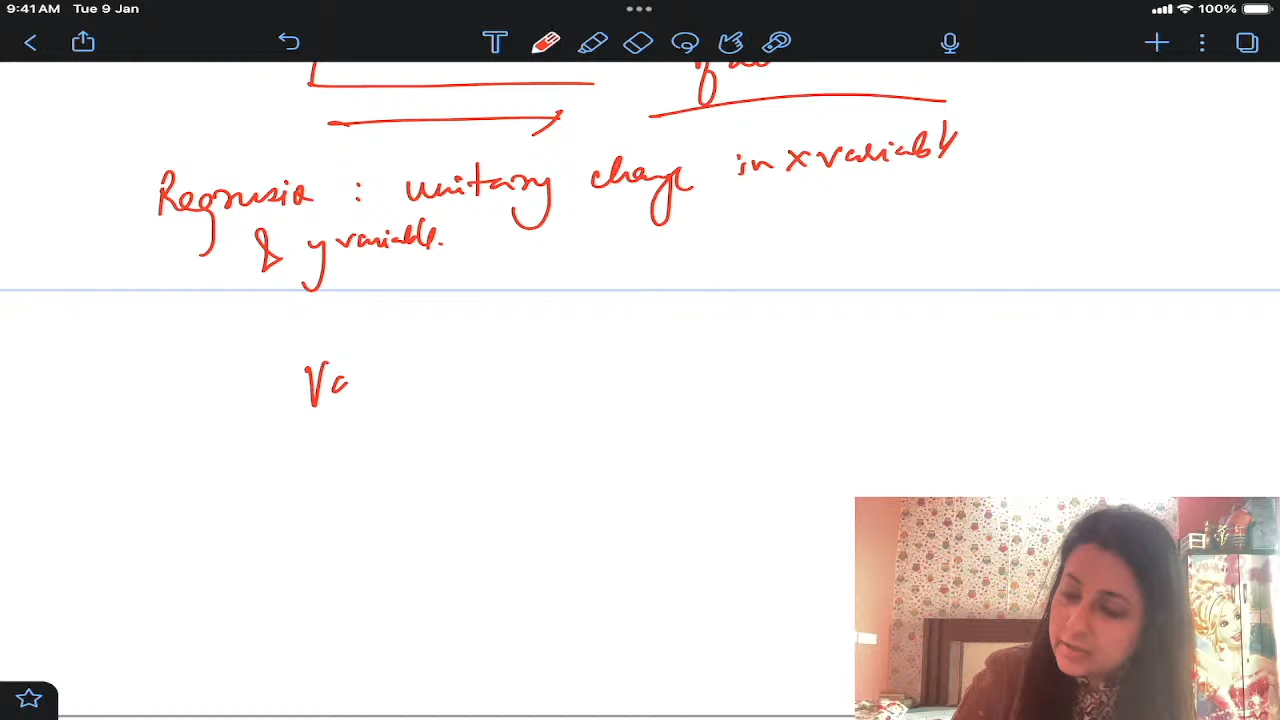 9:41 AM Tue 9 Jan
100%
Regression : unitary change in x variable
& y variable.
Va